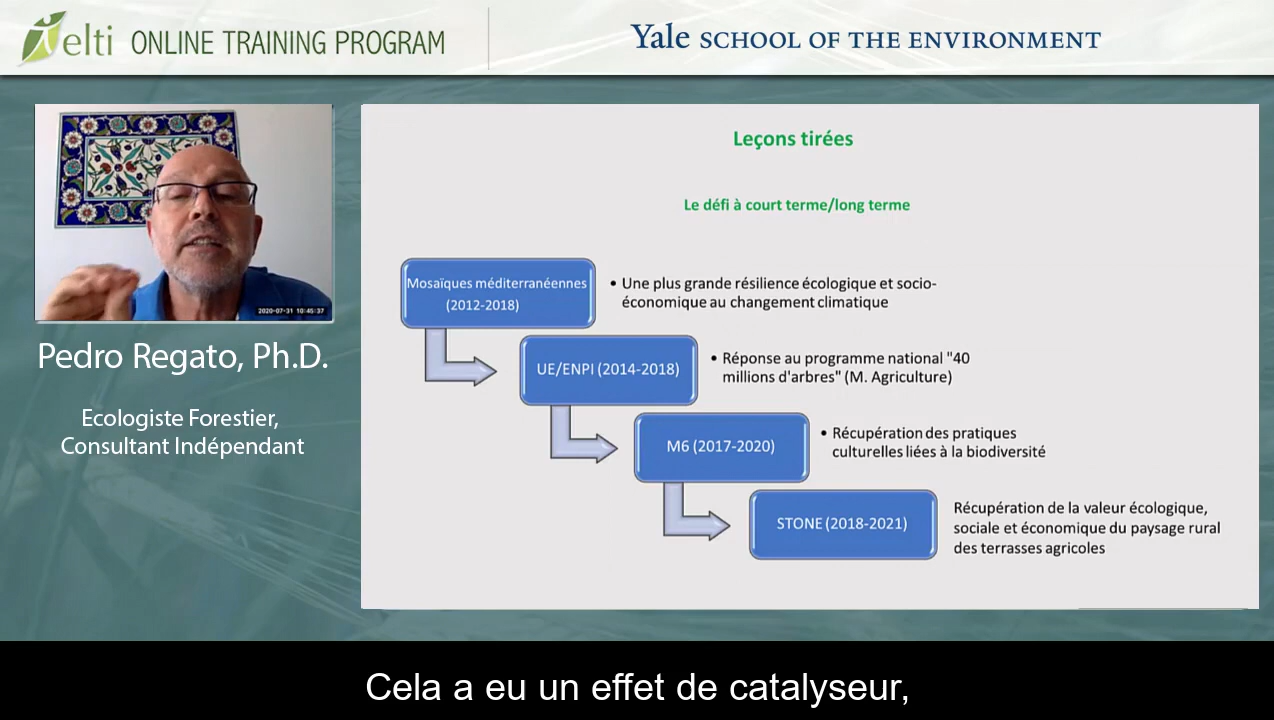 elti ONLINE TRAINING PROGRAM
Yale SCHOOL OF THE ENVIRONMENT
2020-07-31 10:45:37
Pedro Regato, Ph.D.
Ecologiste Forestier,
Consultant Indépendant
Leçons tirées
Le défi à court terme/long terme
Mosaïques méditerranéennes
(2012-2018)
• Une plus grande résilience écologique et socio-
économique au changement climatique
UE/ENPI (2014-2018)
• Réponse au programme national "40
millions d'arbres" (M. Agriculture)
M6 (2017-2020)
• Récupération des pratiques
culturelles liées à la biodiversité
STONE (2018-2021)
Récupération de la valeur écologique,
sociale et économique du paysage rural
des terrasses agricoles
Cela a eu un effet de catalyseur,